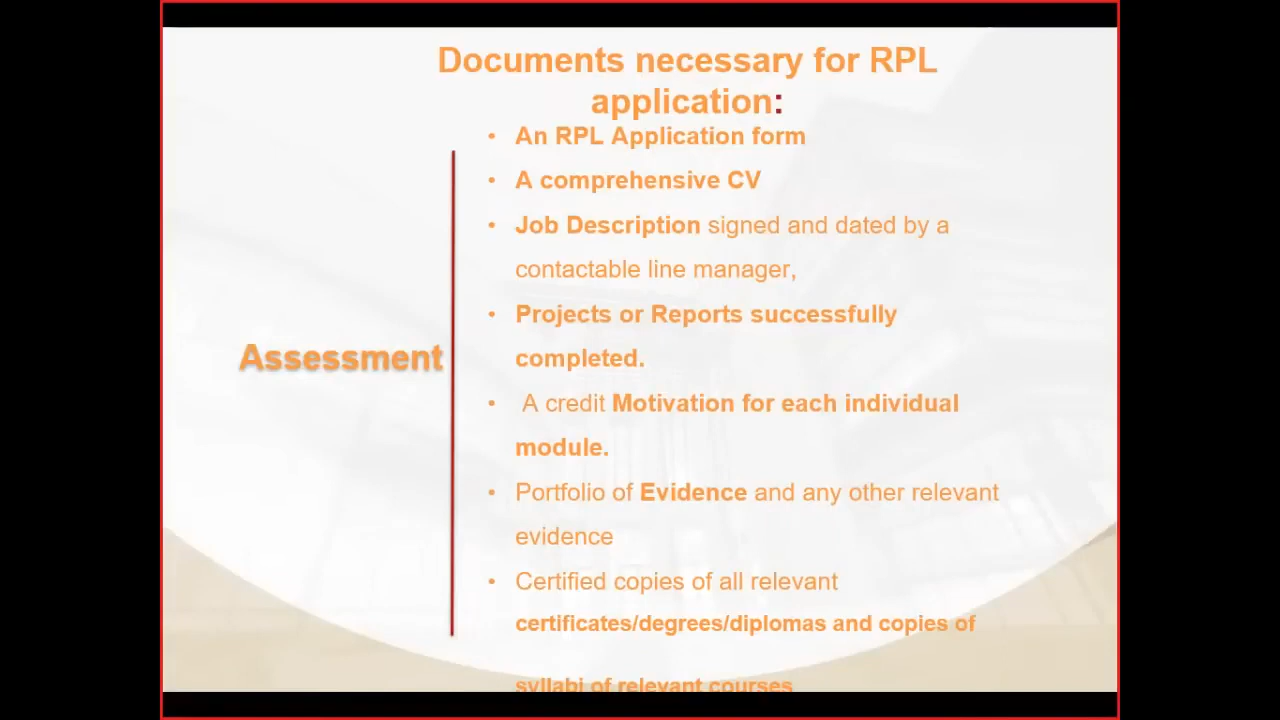 Documents necessary for RPL
application:
• An RPL Application form
• A comprehensive CV
• Job Description signed and dated by a
contactable line manager,
• Projects or Reports successfully
completed.
Assessment
• A credit Motivation for each individual
module.
• Portfolio of Evidence and any other relevant
evidence
• Certified copies of all relevant
certificates/degrees/diplomas and copies of
syllabi of relevant courses